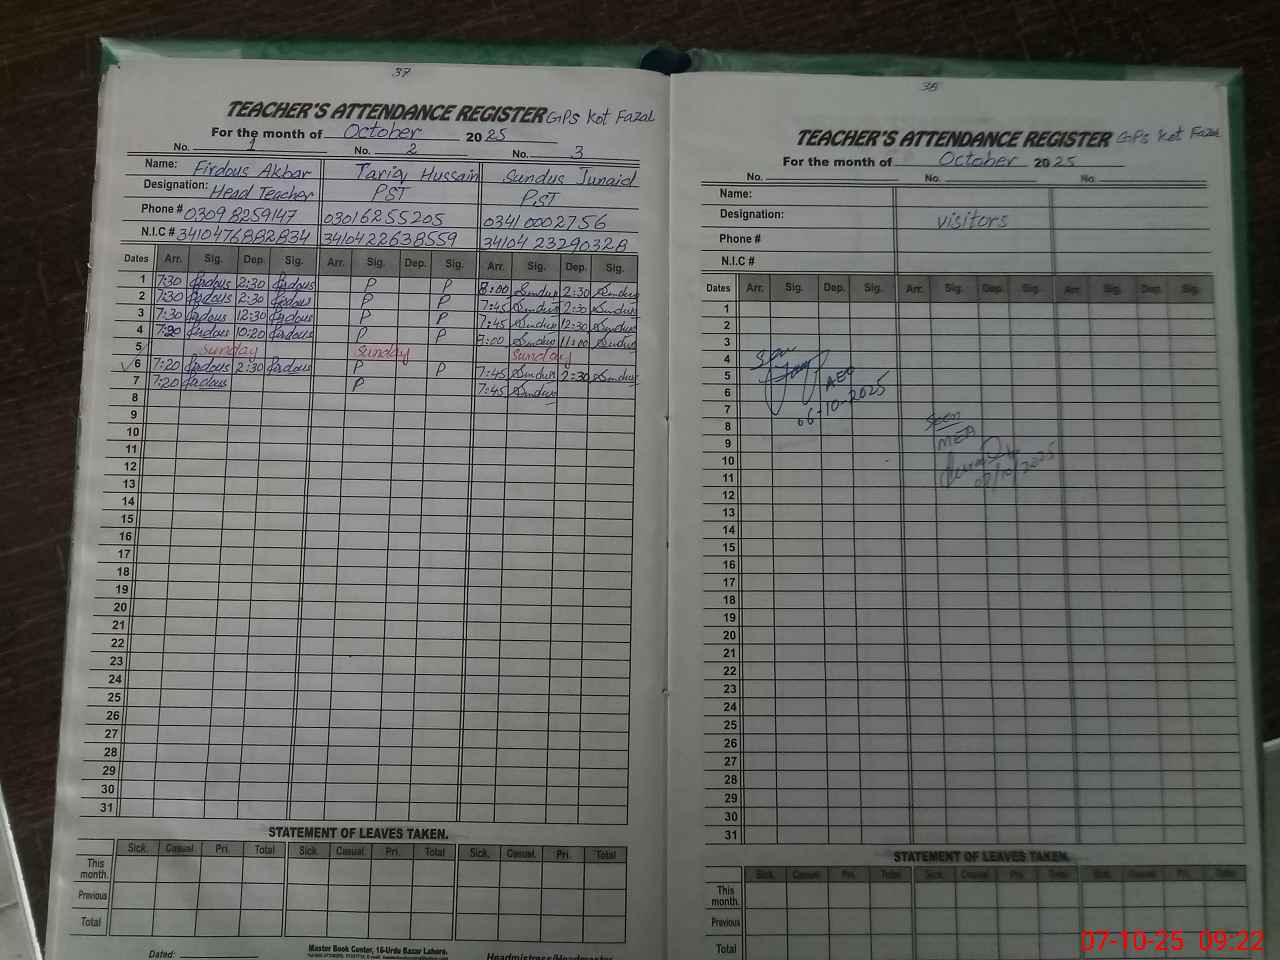 37
TEACHER'S ATTENDANCE REGISTER GPS Kot Fazal
For the month of October 2025
No. 1 No. 2 No. 3
Name: Firdous Akbar Tariq Hussain Sundus Junaid
Designation: Head Teacher PST PST
Phone # 03098259147 03016255205 03410002756
N.I.C # 3410476882834 3410422638559 3410423290328
Dates Arr. Sig. Dep. Sig. Arr. Sig. Dep. Sig. Arr. Sig. Dep. Sig.
1 7:30 firdous 2:30 firdous P P 8:00 Sundus 2:30 Sundus
2 7:30 firdous 2:30 firdous P P 7:45 Sundus 2:30 Sundus
3 7:30 firdous 12:30 firdous P P 7:45 Sundus 12:30 Sundus
4 7:20 firdous 10:20 firdous P P 8:00 Sundus 11:00 Sundus
5 Sunday Sunday Sunday
6 7:20 firdous 2:30 firdous P P 7:45 Sundus 2:30 Sundus
7 7:20 firdous P 7:45 Sundus
8
9
10
11
12
13
14
15
16
17
18
19
20
21
22
23
24
25
26
27
28
29
30
31
STATEMENT OF LEAVES TAKEN.
Sick. Casual. Pri. Total Sick. Casual. Pri. Total Sick. Casual. Pri. Total
This month.
Previous
Total
Dated:
Master Book Center, 16-Urdu Bazar Lahore.
Headmistress/Headmaster
38
TEACHER'S ATTENDANCE REGISTER GPS Kot Fazal
For the month of October 2025
No. No. No.
Name:
Designation: visitors
Phone #
N.I.C #
Dates Arr. Sig. Dep. Sig. Arr. Sig. Dep. Sig. Arr. Sig. Dep. Sig.
1
2
3
4
5
6
7
8
9
10
11
12
13
14
15
16
17
18
19
20
21
22
23
24
25
26
27
28
29
30
31
Seen
AEO
06-10-2025
Seen
MEA
07/10/2025
STATEMENT OF LEAVES TAKEN.
Sick. Casual. Pri. Total Sick. Casual. Pri. Total Sick. Casual. Pri. Total
This month.
Previous
Total
07-10-25 09:22